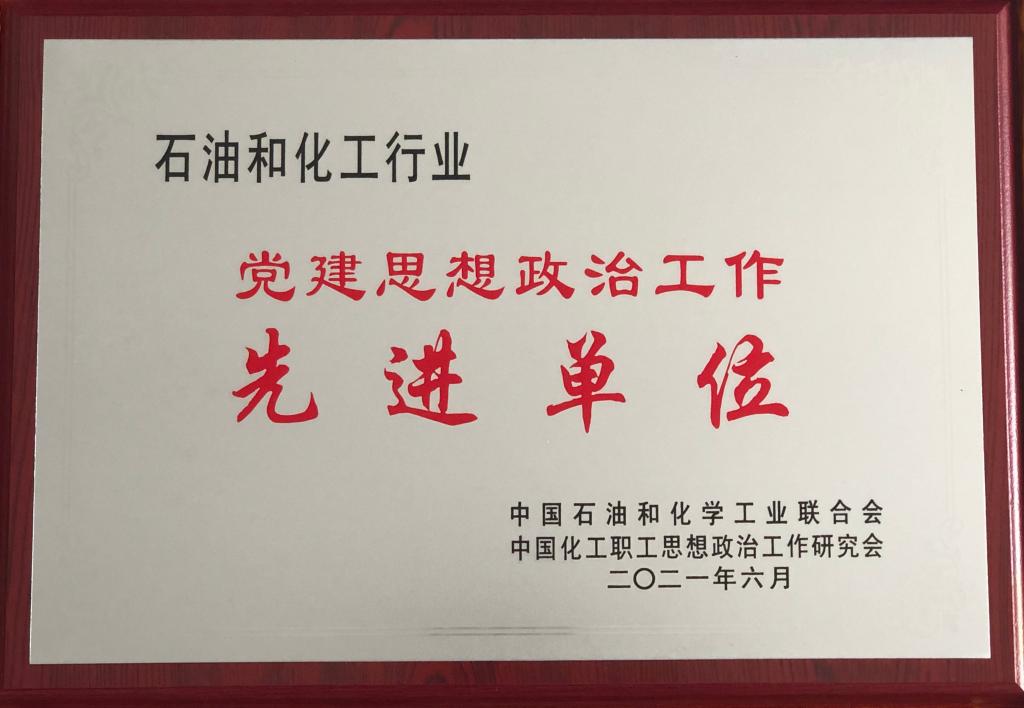 石油和化工行业
党建思想政治工作
先进单位
中国石油和化学工业联合会
中国化工职工思想政治工作研究会
二〇二一年六月